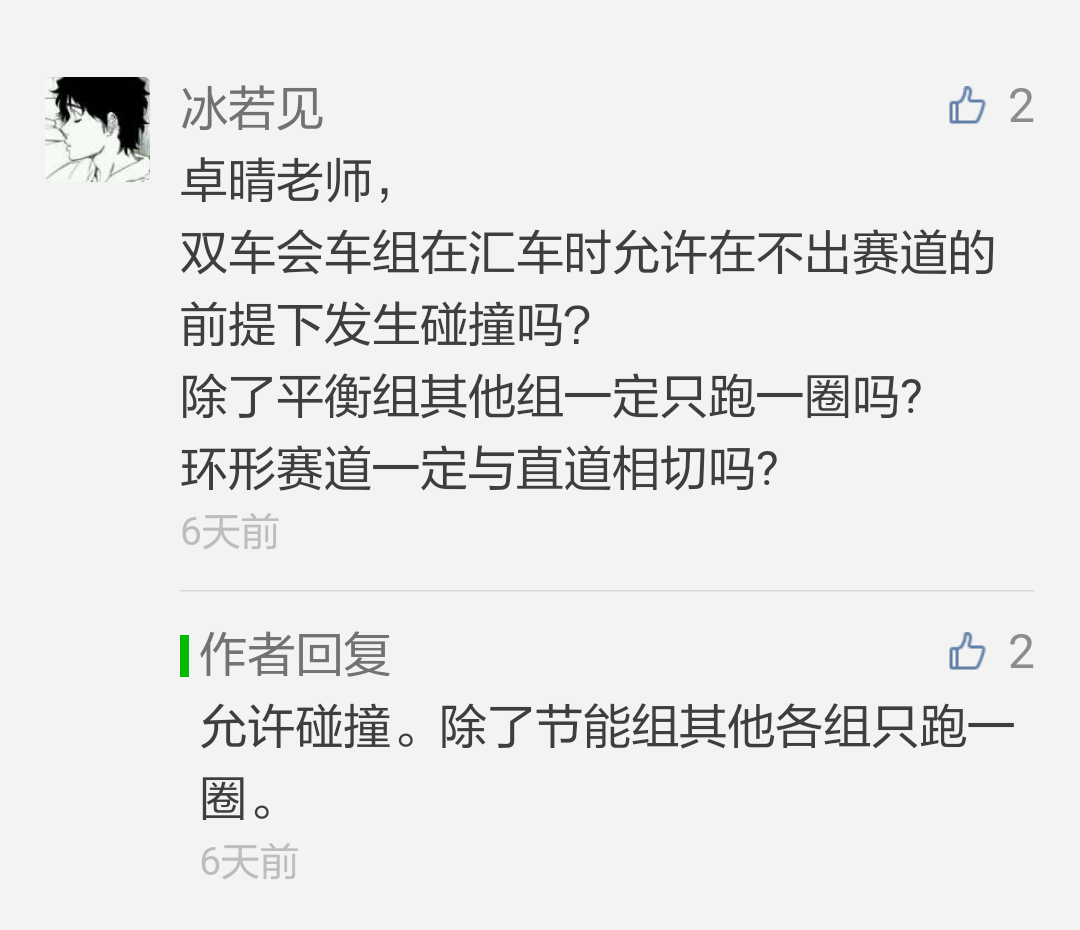 冰若见
2
卓晴老师，
双车会车组在汇车时允许在不出赛道的
前提下发生碰撞吗？
除了平衡组其他组一定只跑一圈吗？
环形赛道一定与直道相切吗？
6天前
作者回复
2
允许碰撞。除了节能组其他各组只跑一
圈。
6天前